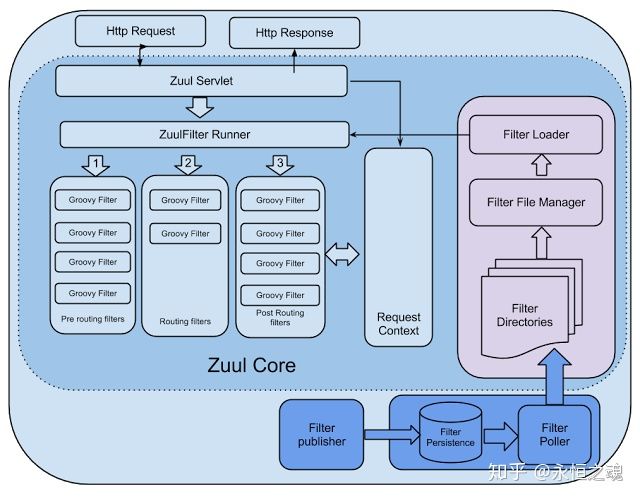 Http Request
Http Response
Zuul Servlet
ZuulFilter Runner
Filter Loader
1
2
3
Groovy Filter
Groovy Filter
Groovy Filter
Groovy Filter
Pre routing filters
Groovy Filter
Groovy Filter
Routing filters
Groovy Filter
Groovy Filter
Groovy Filter
Groovy Filter
Post Routing
filters
Request
Context
Filter File Manager
Filter
Directories
Zuul Core
Filter
publisher
Filter
Persistence
Filter
Poller
知乎 @永恒之魂